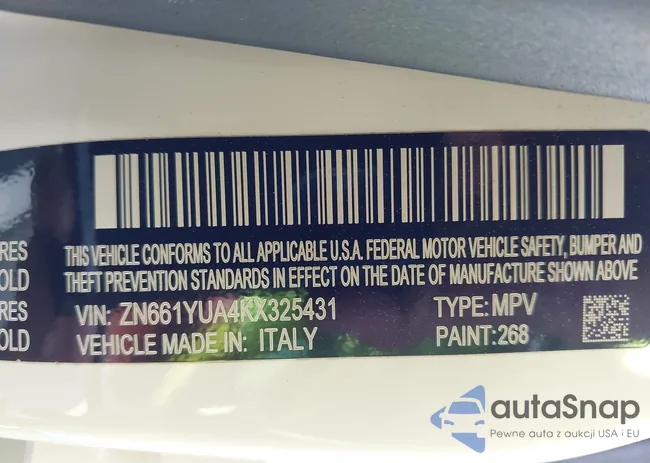 THIS VEHICLE CONFORMS TO ALL APPLICABLE U.S.A. FEDERAL MOTOR VEHICLE SAFETY, BUMPER AND
THEFT PREVENTION STANDARDS IN EFFECT ON THE DATE OF MANUFACTURE SHOWN ABOVE
VIN: ZN661YUA4KX325431 TYPE: MPV
VEHICLE MADE IN: ITALY PAINT:268
RES
OLD
RES
OLD
autaSnap
Pewne auta z aukcji USA i EU